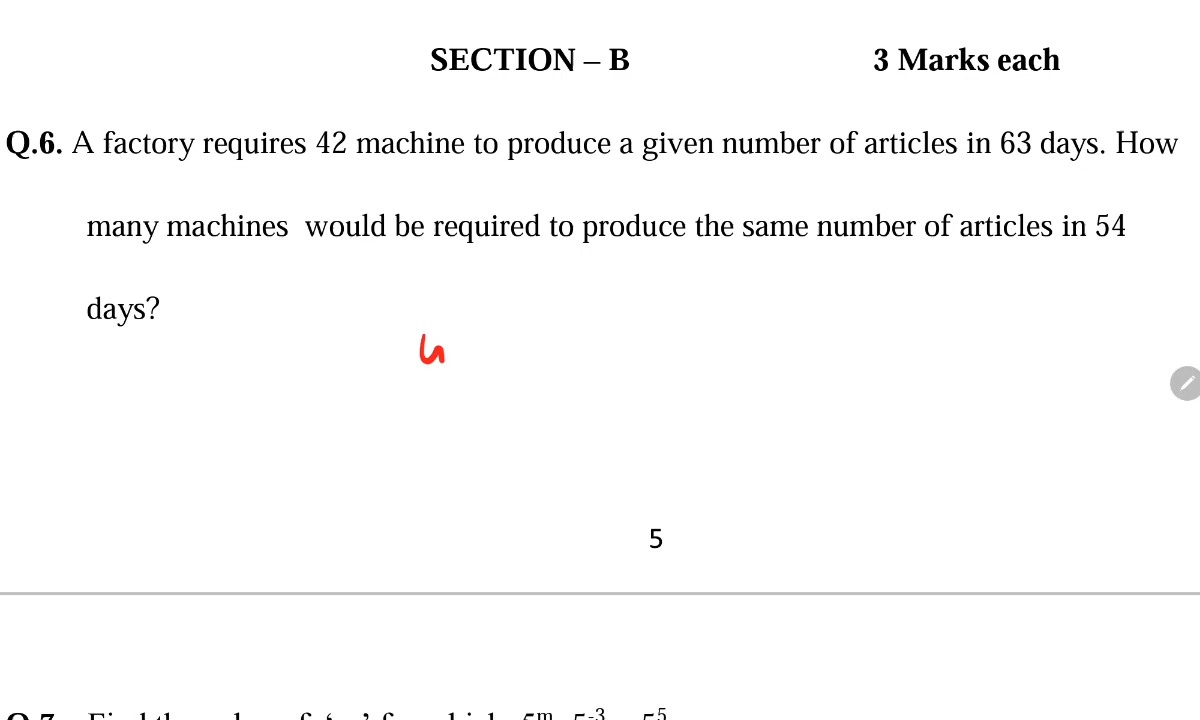 SECTION – B 3 Marks each
Q.6. A factory requires 42 machine to produce a given number of articles in 63 days. How
many machines would be required to produce the same number of articles in 54
days?
5